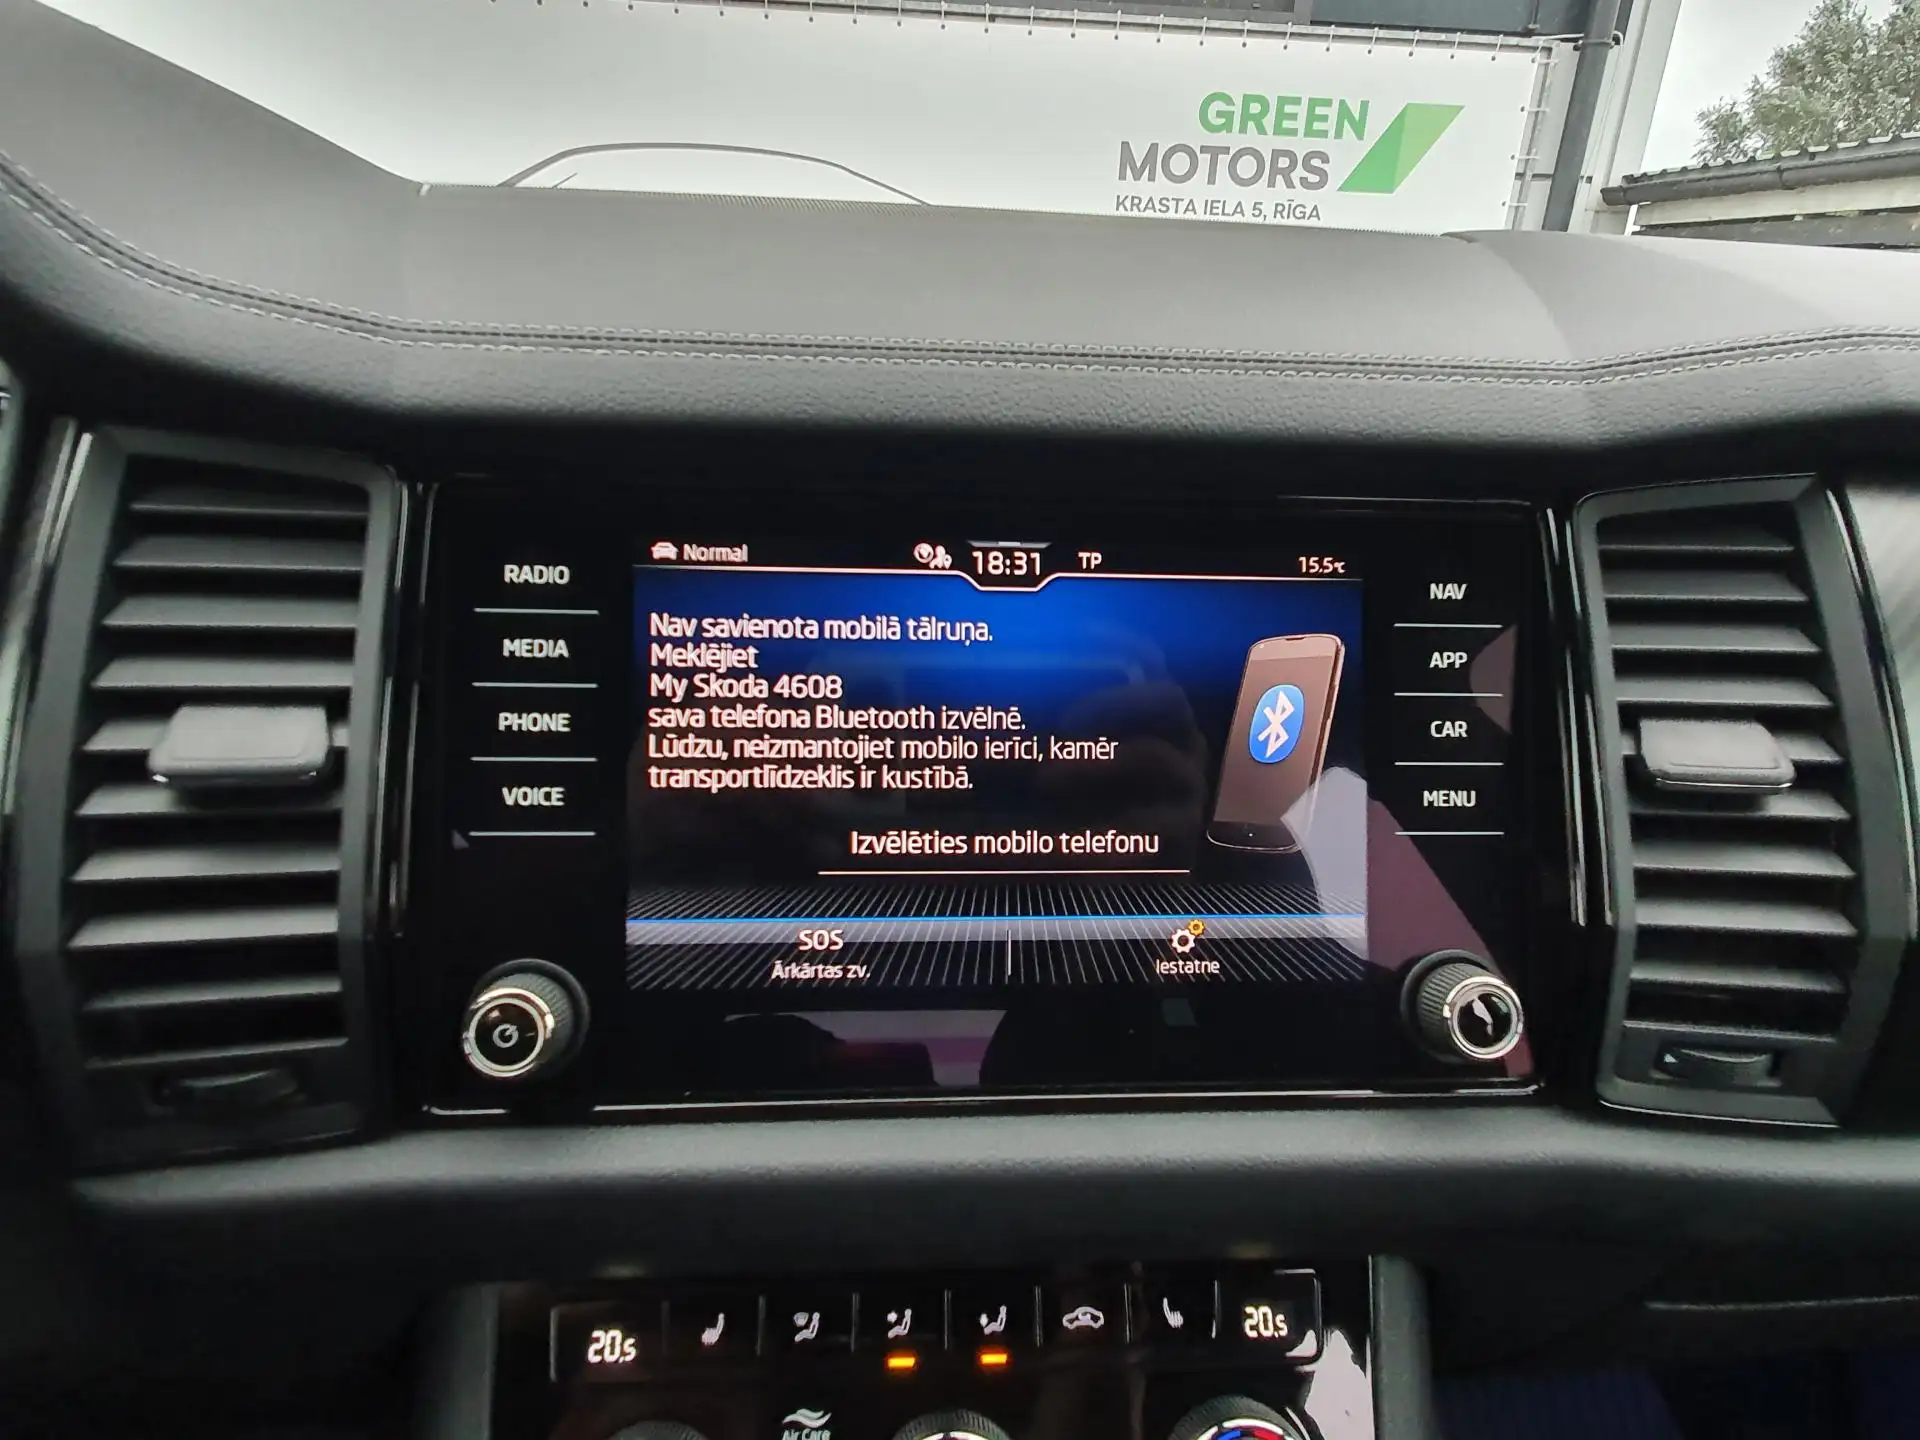 GREEN
MOTORS
KRASTA IELA 5, RĪGA
RADIO
MEDIA
PHONE
VOICE
Normal
18:31
TP
15.5°C
Nav savienota mobilā tālruņa.
Meklējiet
My Skoda 4608
sava telefona Bluetooth izvēlnē.
Lūdzu, neizmantojiet mobilo ierīci, kamēr
transportlīdzeklis ir kustībā.
Izvēlēties mobilo telefonu
SOS
Ārkārtas zv.
Iestatne
NAV
APP
CAR
MENU
20.5
20.5
Air Care